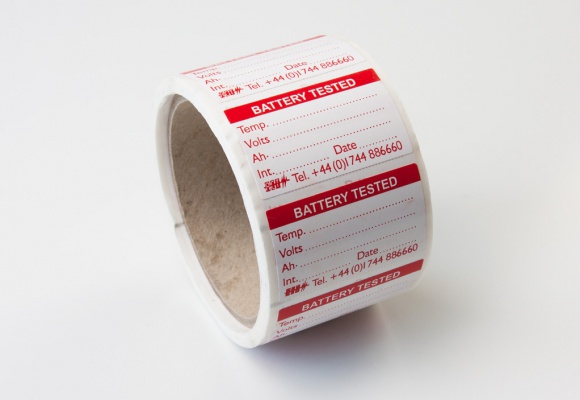 Volts
Int. Date
Tel. +44 (0)1744 886660
BATTERY TESTED
Temp.
Volts
Ah.
Int. Date
Tel. +44 (0)1744 886660
BATTERY TESTED
Temp.
Volts
Ah.
Int. Date
Tel. +44 (0)1744 886660
BATTERY TESTED
Temp.
Volts